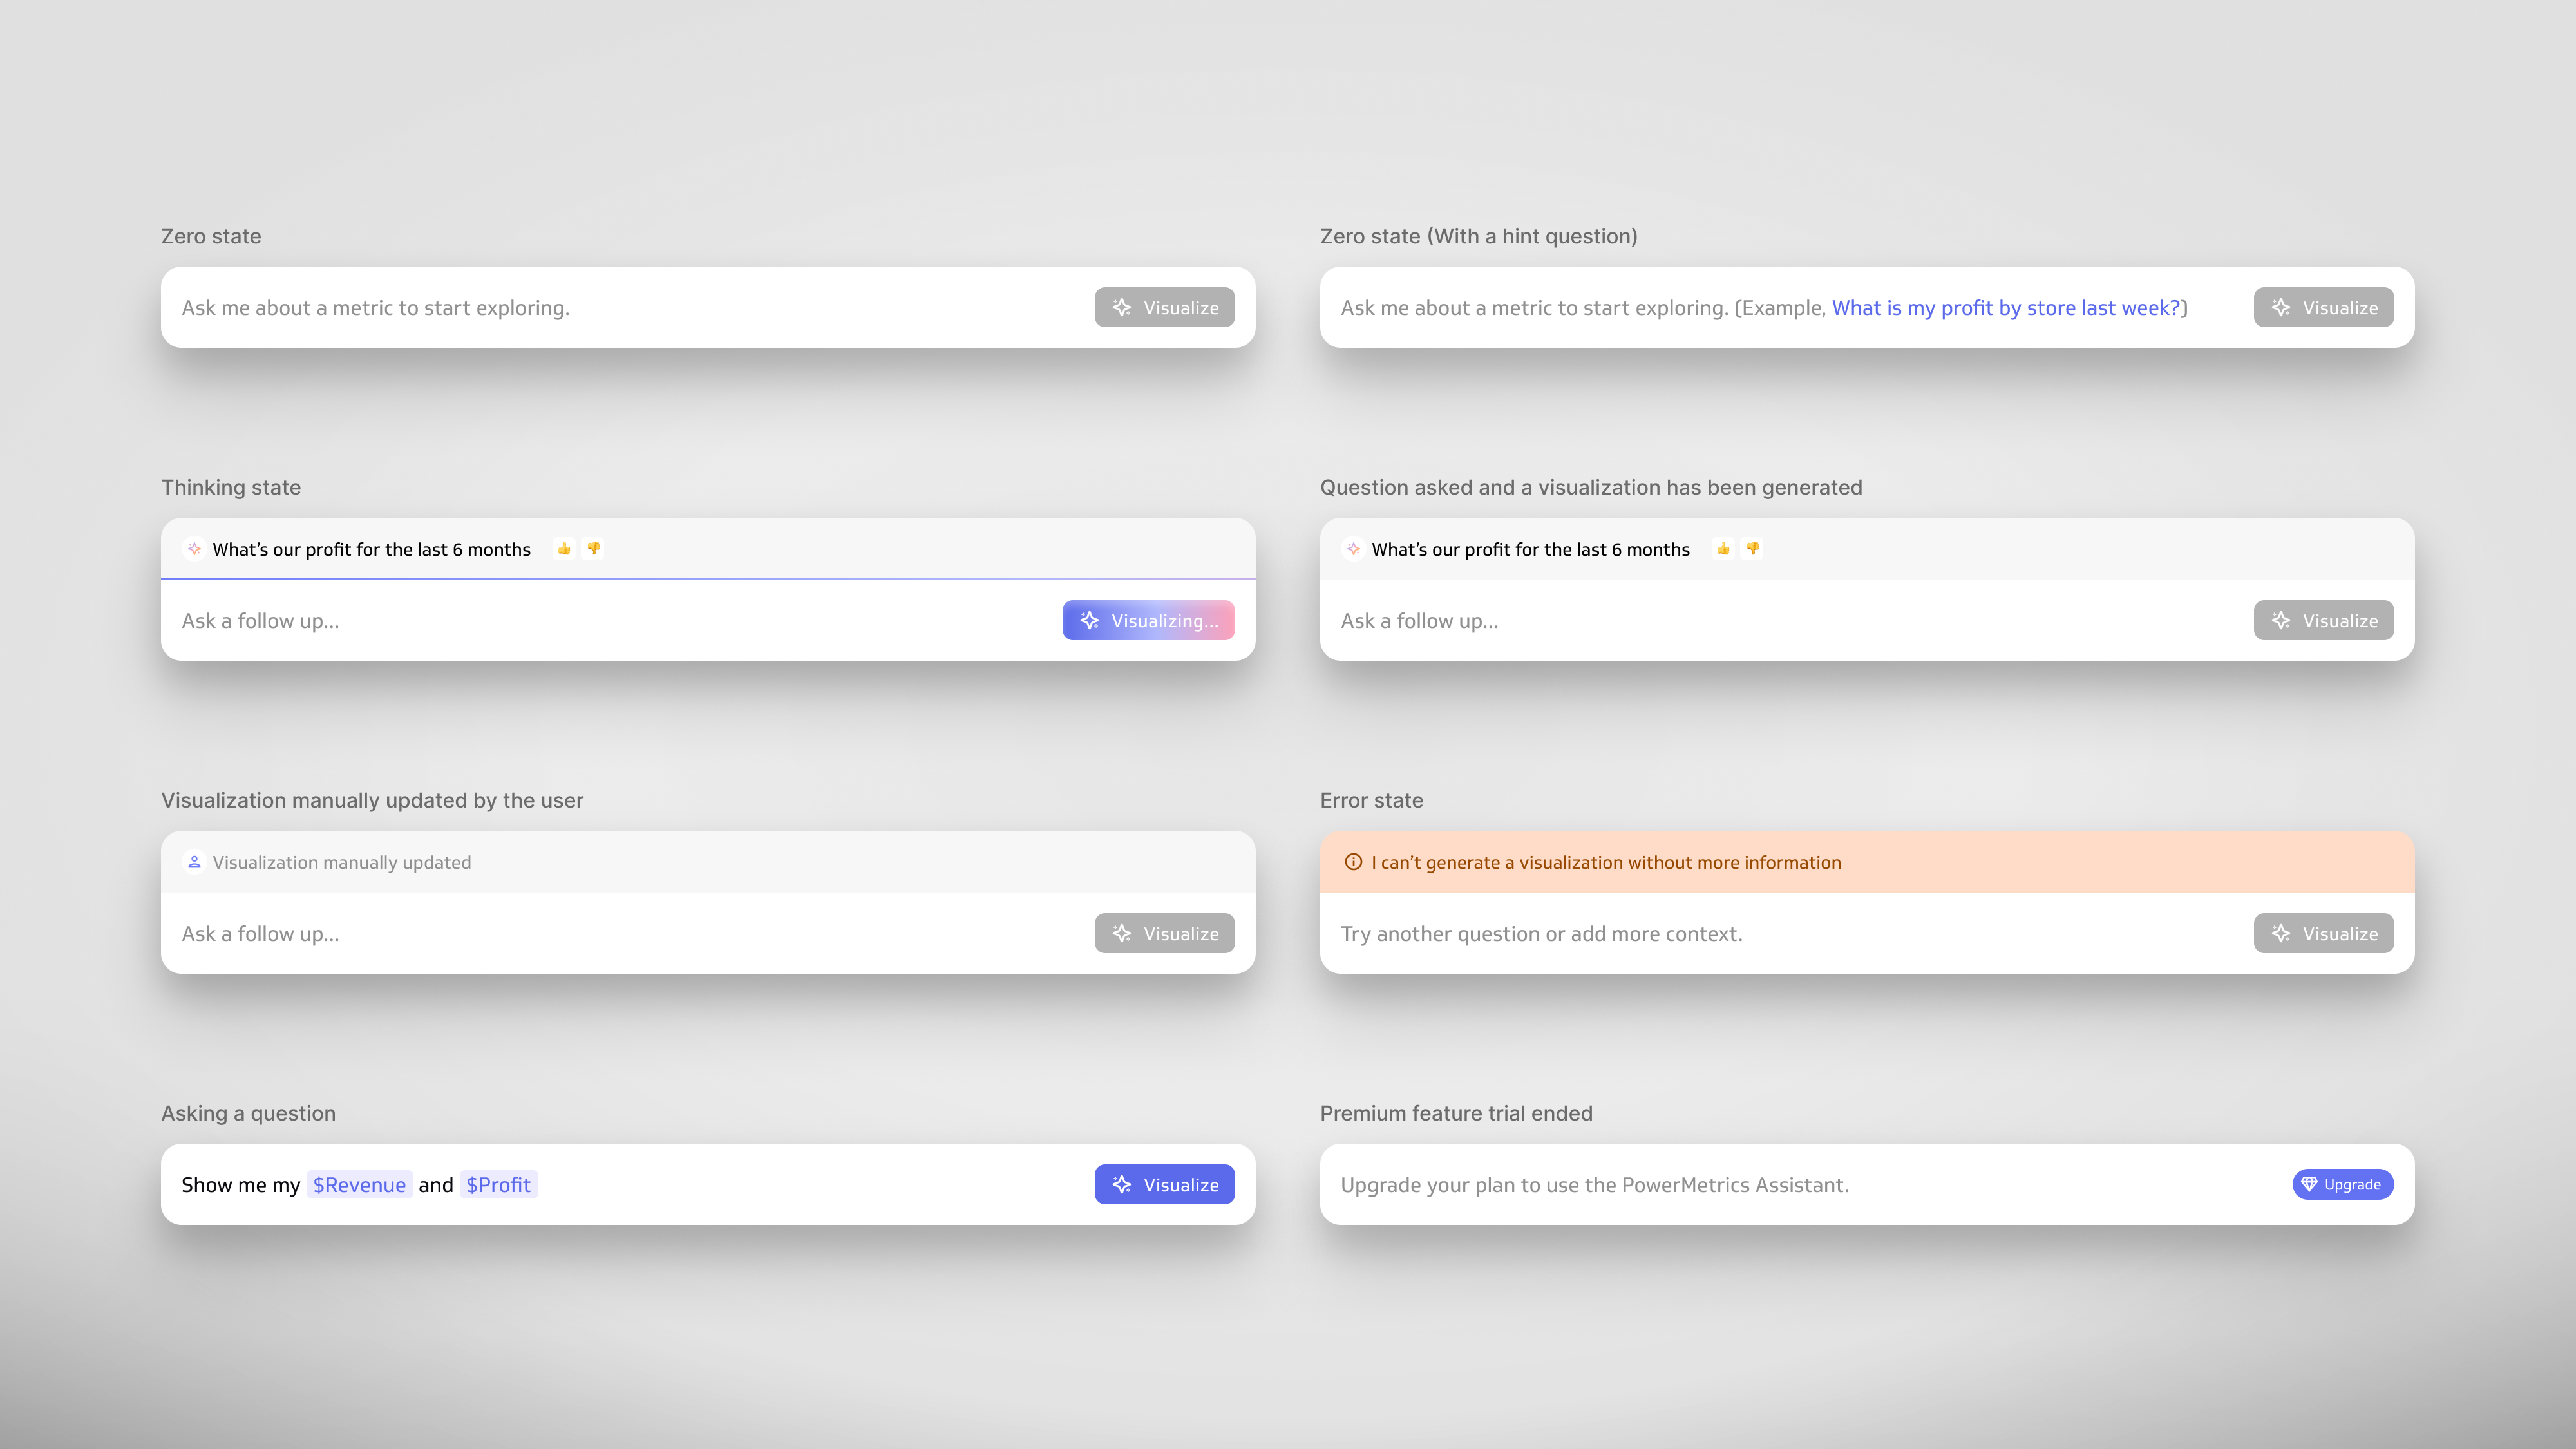 Zero state
Ask me about a metric to start exploring.
Visualize
Zero state (With a hint question)
Ask me about a metric to start exploring. (Example, What is my profit by store last week?)
Visualize
Thinking state
What’s our profit for the last 6 months
Ask a follow up...
Visualizing...
Question asked and a visualization has been generated
What’s our profit for the last 6 months
Ask a follow up...
Visualize
Visualization manually updated by the user
Visualization manually updated
Ask a follow up...
Visualize
Error state
I can’t generate a visualization without more information
Try another question or add more context.
Visualize
Asking a question
Show me my $Revenue and $Profit
Visualize
Premium feature trial ended
Upgrade your plan to use the PowerMetrics Assistant.
Upgrade